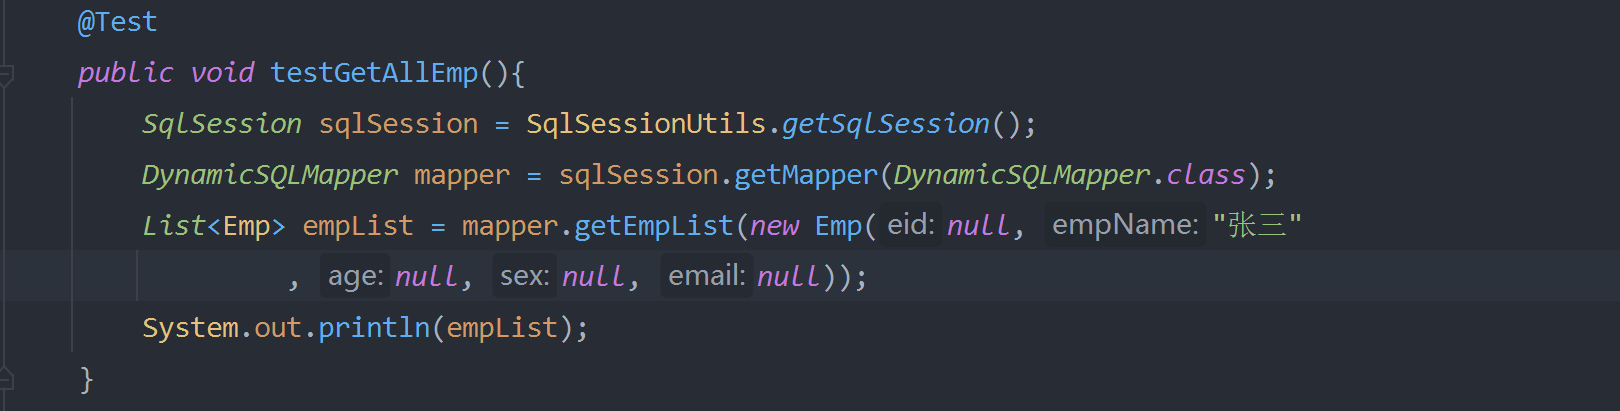 @Test
public void testGetAllEmp(){
SqlSession sqlSession = SqlSessionUtils.getSqlSession();
DynamicSQLMapper mapper = sqlSession.getMapper(DynamicSQLMapper.class);
List<Emp> empList = mapper.getEmpList(new Emp( eid: null, empName: "张三"
, age: null, sex: null, email: null));
System.out.println(empList);
}